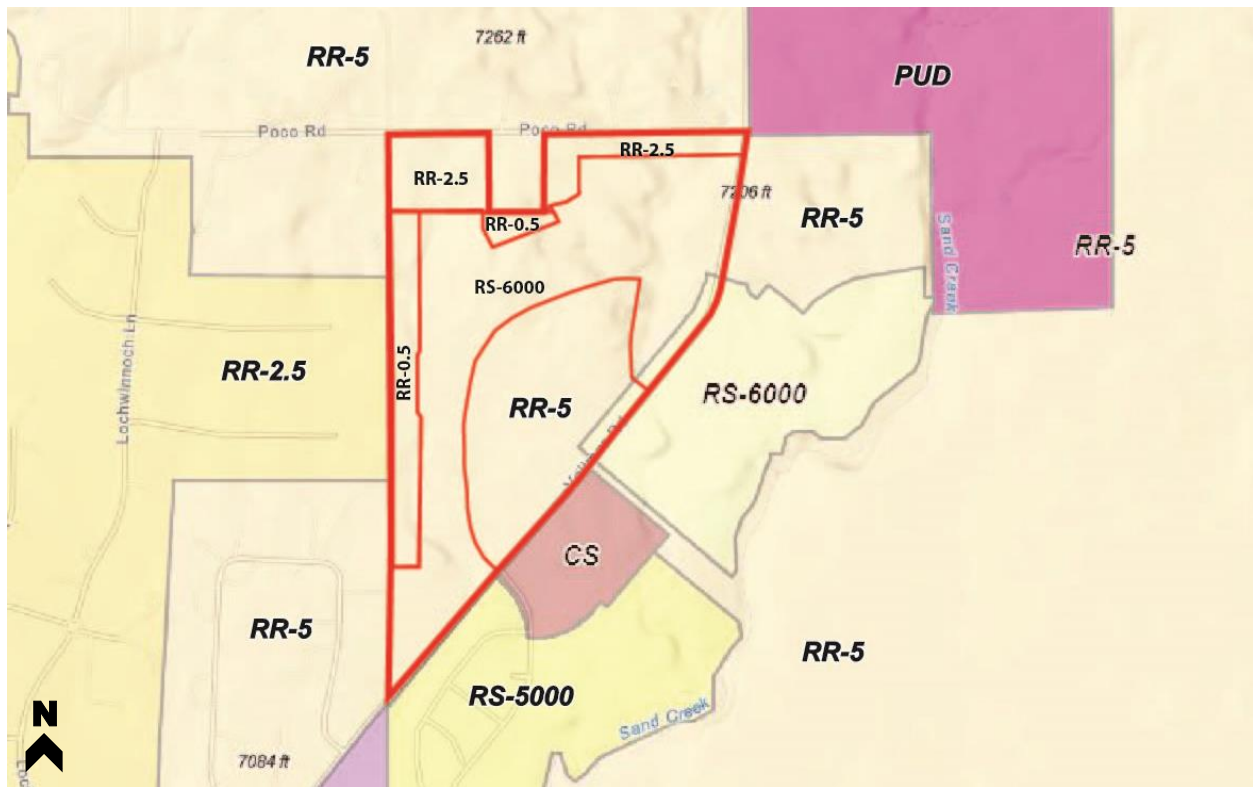 7262 ft
RR-5
PUD
Poco Rd
Poco Rd
RR-2.5
RR-2.5
7206 ft
RR-5
RR-0.5
Sand Creek
RR-5
RS-6000
Lochwinnoch Ln
RR-2.5
RR-0.5
RR-5
RS-6000
CS
RR-5
RR-5
RS-5000
Sand Creek
N
7084 ft